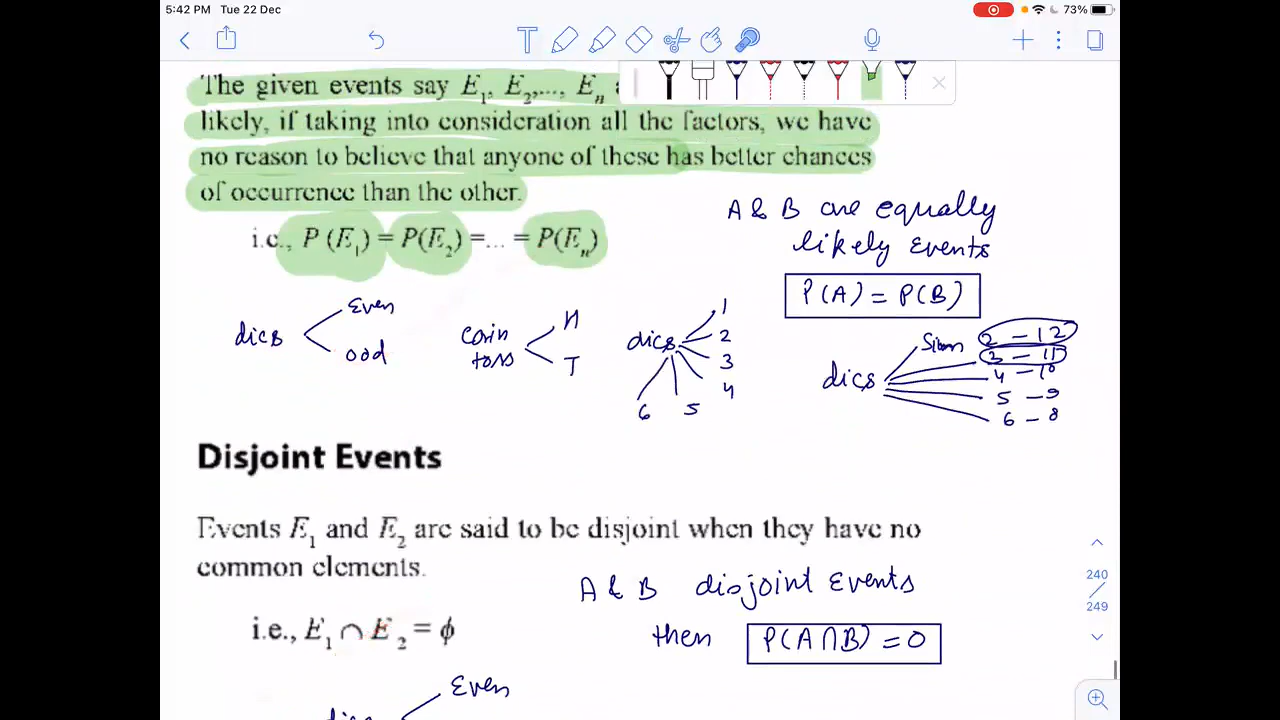 5:42 PM Tue 22 Dec
73%
The given events say E1, E2,..., En
likely, if taking into consideration all the factors, we have
no reason to believe that anyone of these has better chances
of occurrence than the other.
i.e., P (E1) = P(E2) =... = P(En)
A & B are equally
likely Events
P(A) = P(B)
dics Even
ood
coin
toss H
T
dics 1
2
3
4
5
6
dics Sum 2 – 12
3 – 11
4 – 10
5 – 9
6 – 8
Disjoint Events
Events E1 and E2 are said to be disjoint when they have no
common elements.
i.e., E1 ∩ E2 = ϕ
A & B disjoint Events
then P(A∩B) = 0
Even
240
/
249